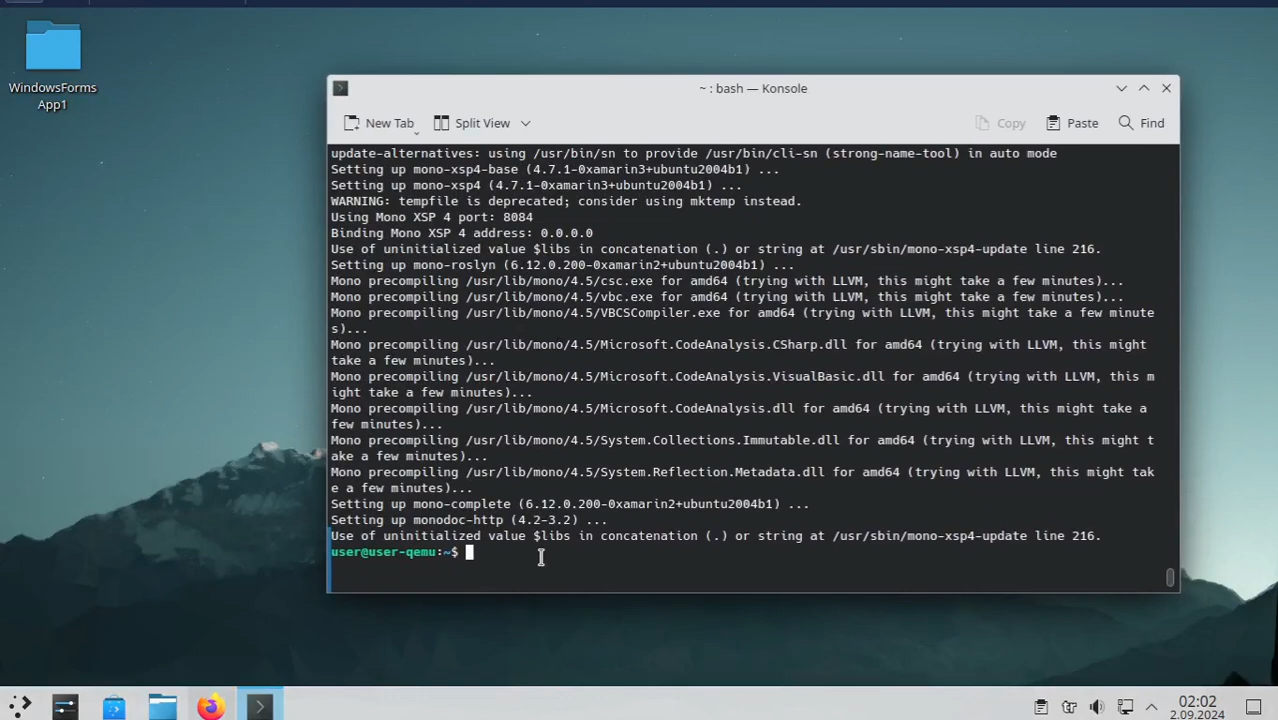 WindowsForms
App1
~ : bash — Konsole
New Tab
Split View
Copy
Paste
Find
update-alternatives: using /usr/bin/sn to provide /usr/bin/cli-sn (strong-name-tool) in auto mode
Setting up mono-xsp4-base (4.7.1-0xamarin3+ubuntu2004b1) ...
Setting up mono-xsp4 (4.7.1-0xamarin3+ubuntu2004b1) ...
WARNING: tempfile is deprecated; consider using mktemp instead.
Using Mono XSP 4 port: 8084
Binding Mono XSP 4 address: 0.0.0.0
Use of uninitialized value $libs in concatenation (.) or string at /usr/sbin/mono-xsp4-update line 216.
Setting up mono-roslyn (6.12.0.200-0xamarin2+ubuntu2004b1) ...
Mono precompiling /usr/lib/mono/4.5/csc.exe for amd64 (trying with LLVM, this might take a few minutes)...
Mono precompiling /usr/lib/mono/4.5/vbc.exe for amd64 (trying with LLVM, this might take a few minutes)...
Mono precompiling /usr/lib/mono/4.5/VBCSCompiler.exe for amd64 (trying with LLVM, this might take a few minute
s)...
Mono precompiling /usr/lib/mono/4.5/Microsoft.CodeAnalysis.CSharp.dll for amd64 (trying with LLVM, this might
take a few minutes)...
Mono precompiling /usr/lib/mono/4.5/Microsoft.CodeAnalysis.VisualBasic.dll for amd64 (trying with LLVM, this m
ight take a few minutes)...
Mono precompiling /usr/lib/mono/4.5/Microsoft.CodeAnalysis.dll for amd64 (trying with LLVM, this might take a
few minutes)...
Mono precompiling /usr/lib/mono/4.5/System.Collections.Immutable.dll for amd64 (trying with LLVM, this might t
ake a few minutes)...
Mono precompiling /usr/lib/mono/4.5/System.Reflection.Metadata.dll for amd64 (trying with LLVM, this might tak
e a few minutes)...
Setting up mono-complete (6.12.0.200-0xamarin2+ubuntu2004b1) ...
Setting up monodoc-http (4.2-3.2) ...
Use of uninitialized value $libs in concatenation (.) or string at /usr/sbin/mono-xsp4-update line 216.
user@user-qemu:~$
tr
02:02
2.09.2024